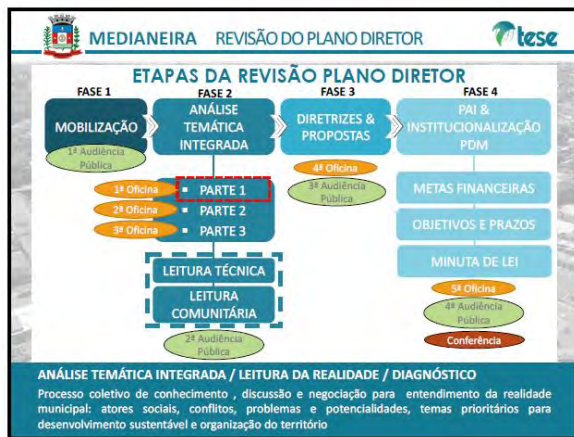 MEDIANEIRA REVISÃO DO PLANO DIRETOR
tese
ETAPAS DA REVISÃO PLANO DIRETOR
FASE 1
MOBILIZAÇÃO
1ª Audiência
Pública
FASE 2
ANÁLISE
TEMÁTICA
INTEGRADA
1ª Oficina
▪ PARTE 1
2ª Oficina
▪ PARTE 2
3ª Oficina
▪ PARTE 3
LEITURA TÉCNICA
LEITURA
COMUNITÁRIA
2ª Audiência
Pública
FASE 3
DIRETRIZES &
PROPOSTAS
4ª Oficina
3ª Audiência
Pública
FASE 4
PAI &
INSTITUCIONALIZAÇÃO
PDM
METAS FINANCEIRAS
OBJETIVOS E PRAZOS
MINUTA DE LEI
5ª Oficina
4ª Audiência
Pública
Conferência
ANÁLISE TEMÁTICA INTEGRADA / LEITURA DA REALIDADE / DIAGNÓSTICO
Processo coletivo de conhecimento , discussão e negociação para entendimento da realidade
municipal: atores sociais, conflitos, problemas e potencialidades, temas prioritários para
desenvolvimento sustentável e organização do território